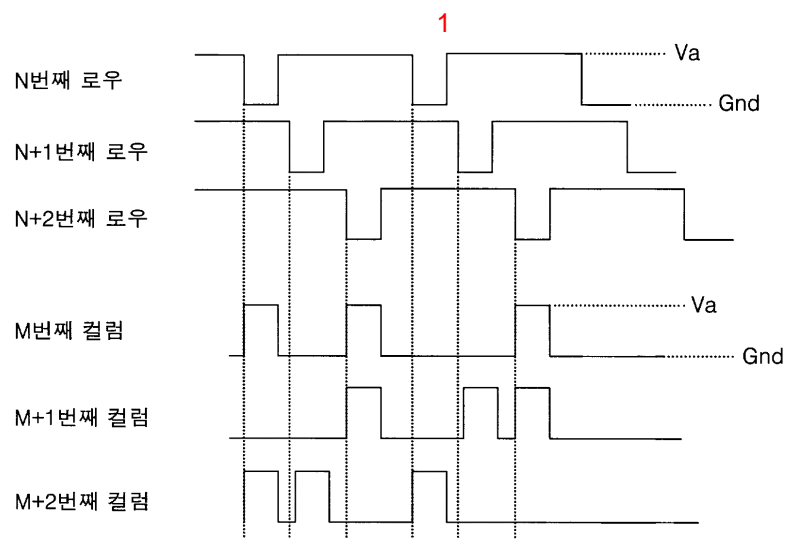 1
Va
N번째 로우
Gnd
N+1번째 로우
N+2번째 로우
Va
M번째 컬럼
Gnd
M+1번째 컬럼
M+2번째 컬럼